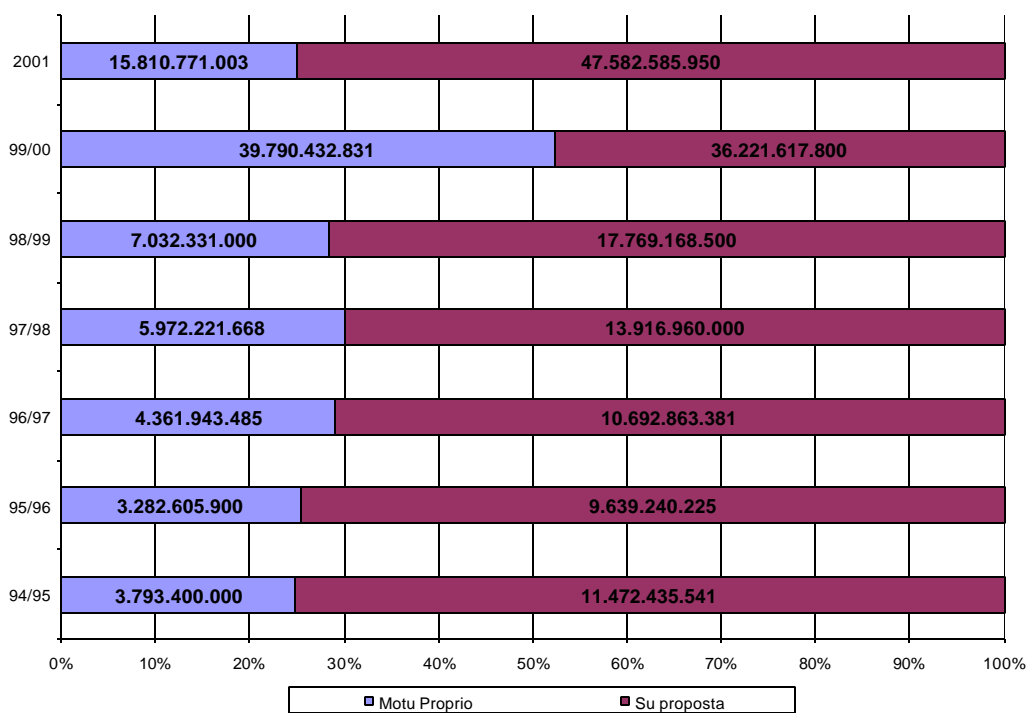 2001 15.810.771.003 47.582.585.950
99/00 39.790.432.831 36.221.617.800
98/99 7.032.331.000 17.769.168.500
97/98 5.972.221.668 13.916.960.000
96/97 4.361.943.485 10.692.863.381
95/96 3.282.605.900 9.639.240.225
94/95 3.793.400.000 11.472.435.541
0% 10% 20% 30% 40% 50% 60% 70% 80% 90% 100%
Motu Proprio Su proposta